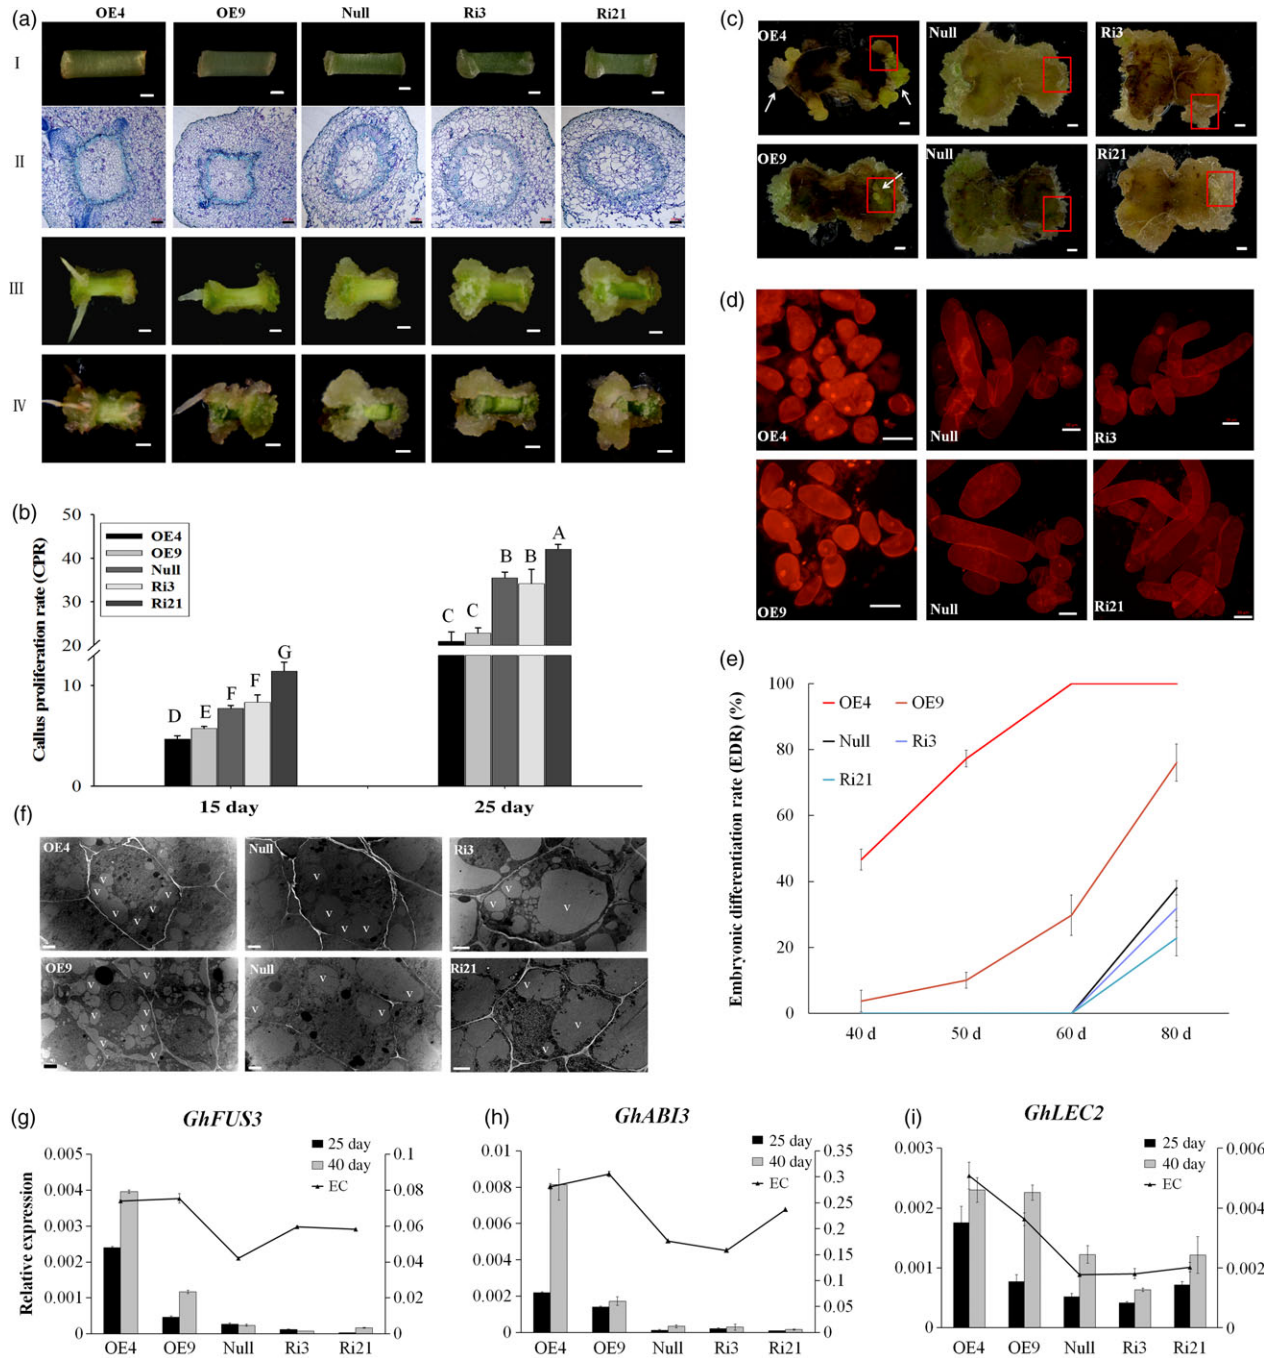 (a)
OE4 OE9 Null Ri3 Ri21
I
II
III
IV
(b)
Callus proliferation rate (CPR)
50
40
30
20
10
0
OE4
OE9
Null
Ri3
Ri21
D E F F G
C C B B A
15 day 25 day
(c)
OE4 Null Ri3
OE9 Null Ri21
(d)
OE4 Null Ri3
OE9 Null Ri21
(e)
Embryonic differentiation rate (EDR) (%)
100
80
60
40
20
0
OE4 OE9
Null Ri3
Ri21
40 d 50 d 60 d 80 d
(f)
OE4 Null Ri3
V V V V V
V V V
V V
OE9 Null Ri21
V V V V V
V V V
V V V
(g) GhFUS3
Relative expression
0.005
0.004
0.003
0.002
0.001
0
25 day
40 day
EC
0.1
0.08
0.06
0.04
0.02
0
OE4 OE9 Null Ri3 Ri21
(h) GhABI3
0.01
0.008
0.006
0.004
0.002
0
25 day
40 day
EC
0.35
0.3
0.25
0.2
0.15
0.1
0.05
0
OE4 OE9 Null Ri3 Ri21
(i) GhLEC2
0.003
0.002
0.001
0
25 day
40 day
EC
0.006
0.004
0.002
0
OE4 OE9 Null Ri3 Ri21